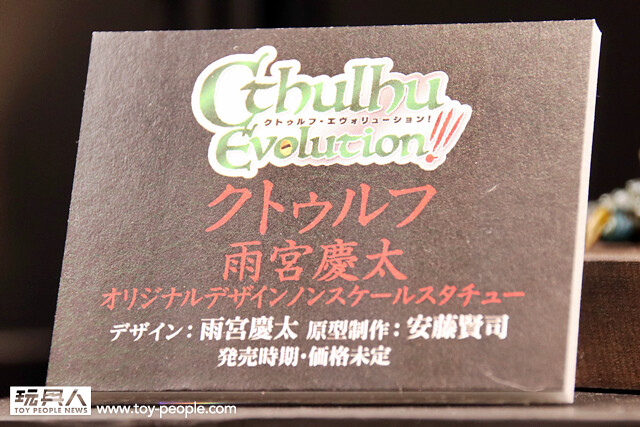 Cthulhu
クトゥルフ・エヴォリューション!
Evolution!!!
クトゥルフ
雨宮慶太
オリジナルデザインノンスケールスタチュー
デザイン：雨宮慶太 原型制作：安藤賢司
発売時期・価格未定
玩具人
TOY PEOPLE NEWS
www.toy-people.com